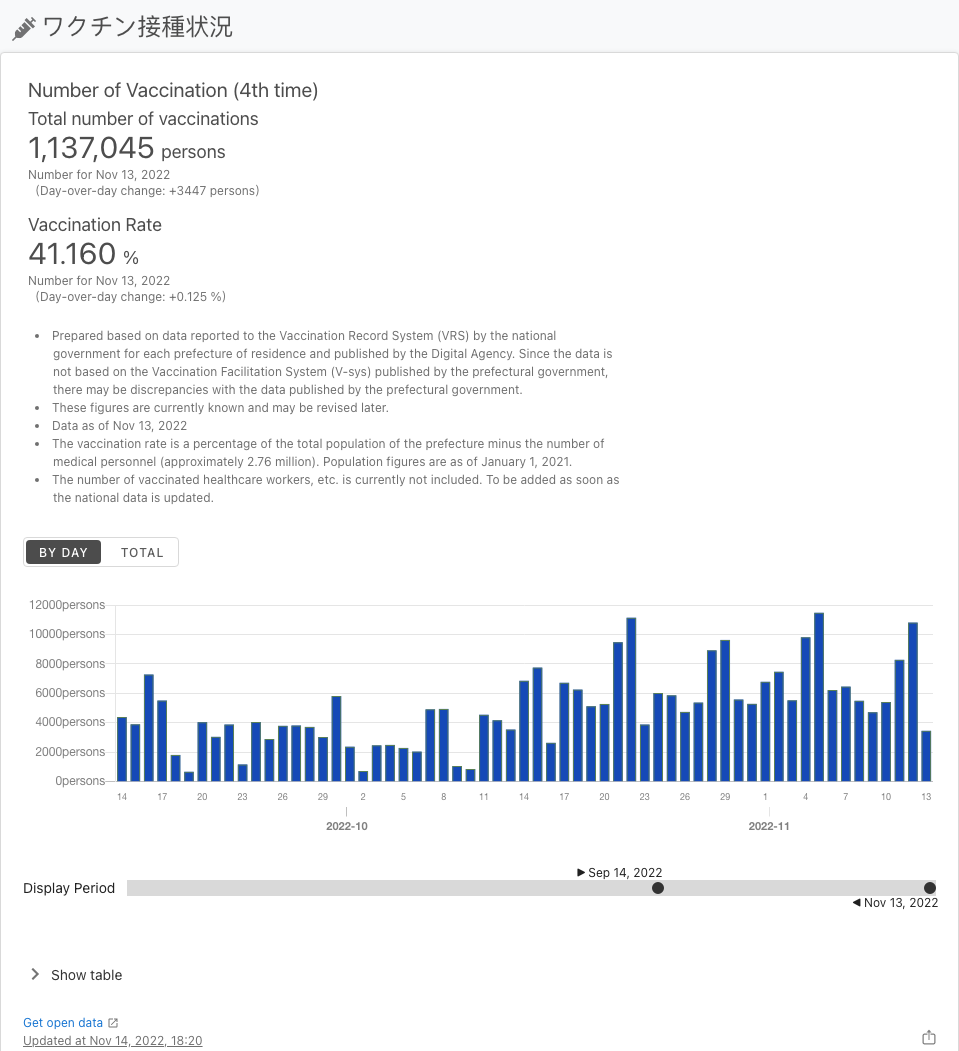 ワクチン接種状況
Number of Vaccination (4th time)
Total number of vaccinations
1,137,045 persons
Number for Nov 13, 2022
(Day-over-day change: +3447 persons)
Vaccination Rate
41.160 %
Number for Nov 13, 2022
(Day-over-day change: +0.125 %)
• Prepared based on data reported to the Vaccination Record System (VRS) by the national
government for each prefecture of residence and published by the Digital Agency. Since the data is
not based on the Vaccination Facilitation System (V-sys) published by the prefectural government,
there may be discrepancies with the data published by the prefectural government.
• These figures are currently known and may be revised later.
• Data as of Nov 13, 2022
• The vaccination rate is a percentage of the total population of the prefecture minus the number of
medical personnel (approximately 2.76 million). Population figures are as of January 1, 2021.
• The number of vaccinated healthcare workers, etc. is currently not included. To be added as soon as
the national data is updated.
BY DAY TOTAL
12000persons
10000persons
8000persons
6000persons
4000persons
2000persons
0persons
14 17 20 23 26 29 2 5 8 11 14 17 20 23 26 29 1 4 7 10 13
2022-10 2022-11
▶ Sep 14, 2022
Display Period
◀ Nov 13, 2022
Show table
Get open data
Updated at Nov 14, 2022, 18:20